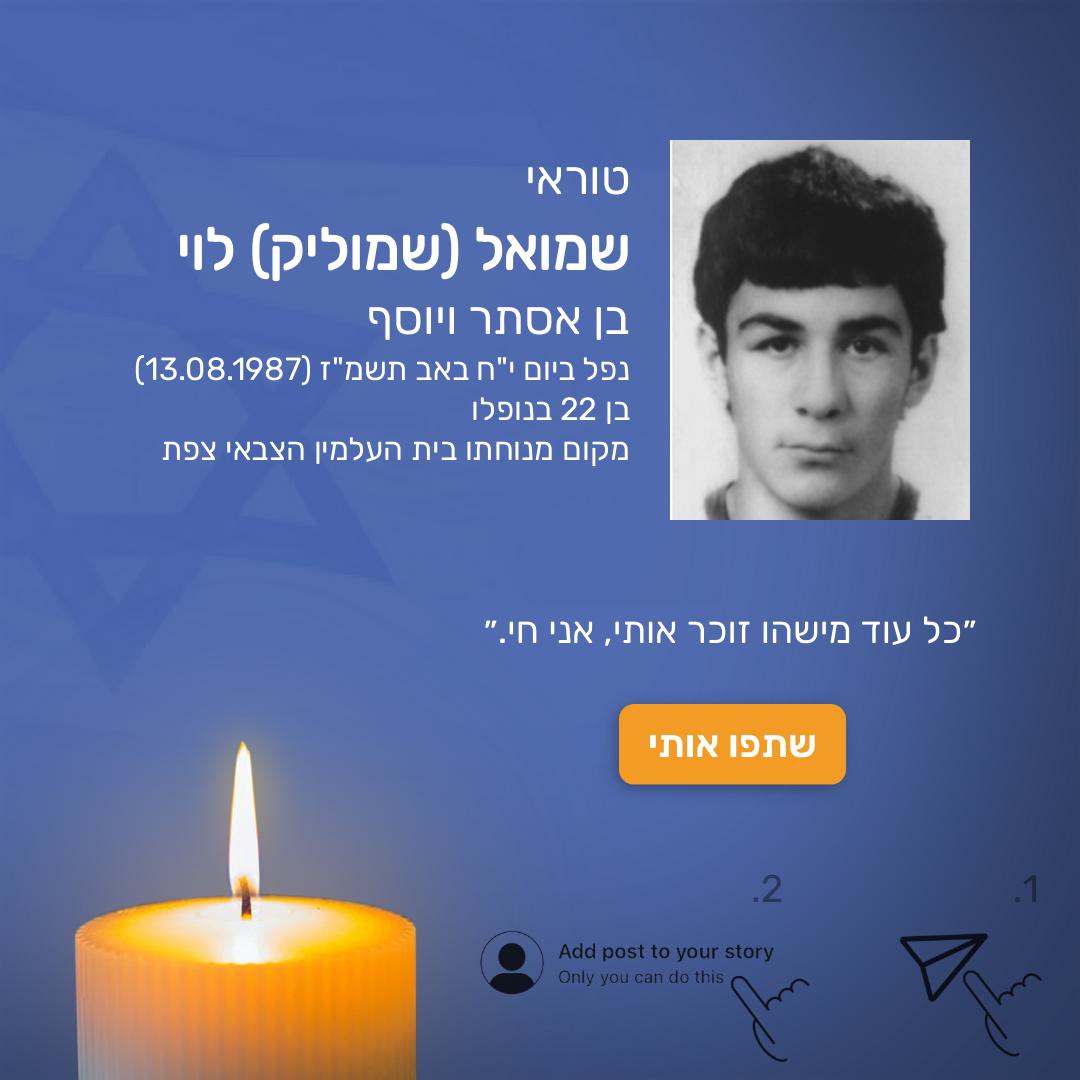 טוראי
שמואל (שמוליק) לוי
בן אסתר ויוסף
נפל ביום י"ח באב תשמ"ז (13.08.1987)
בן 22 בנופלו
מקום מנוחתו בית העלמין הצבאי צפת
״כל עוד מישהו זוכר אותי, אני חי.״
שתפו אותי
1.
2.
Add post to your story
Only you can do this